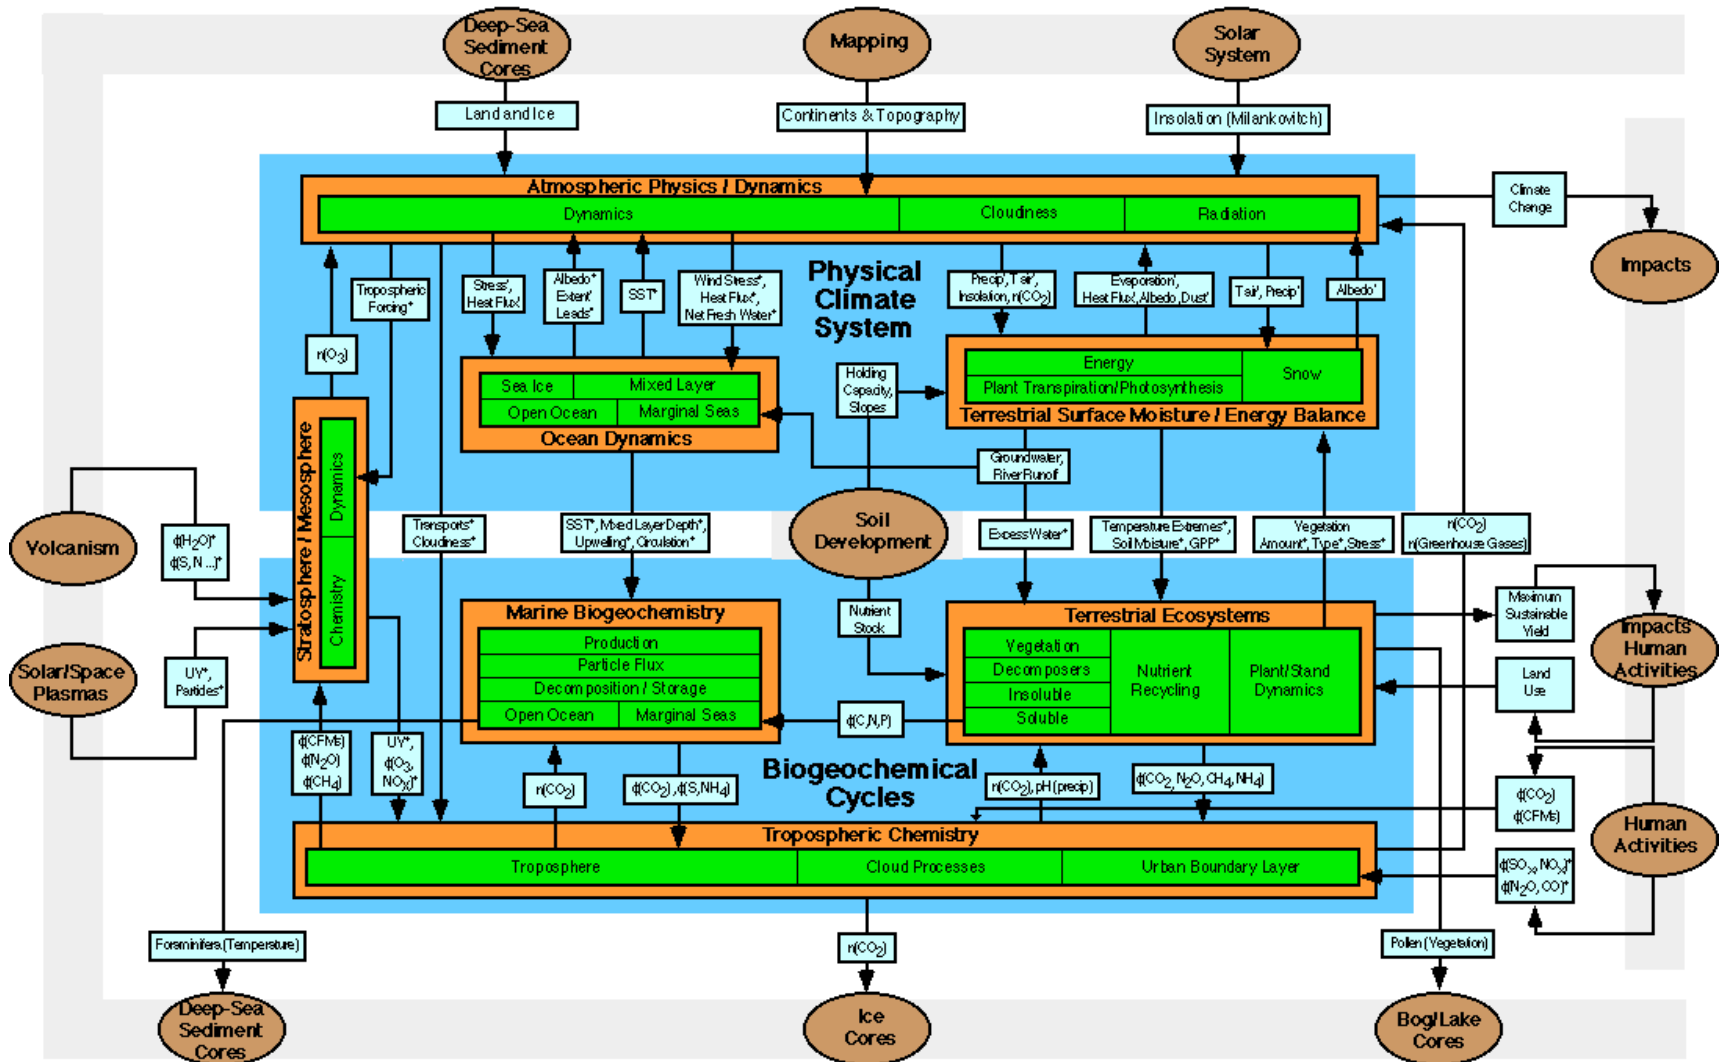 Deep-Sea
Sediment
Cores
Mapping
Solar
System
Land and Ice
Continents & Topography
Insolation (Milankovitch)
Atmospheric Physics / Dynamics
Dynamics
Cloudiness
Radiation
Climate
Change
Impacts
Tropospheric
Forcing*
Stress',
Heat Flux'
Albedo*
Extent'
Leads*
SST*
Wind Stress*,
Heat Flux*,
Net Fresh Water*
Physical
Climate
System
Precip', T air',
Insolation, n(CO2)
Evaporation',
Heat Flux', Albedo, Dust'
T air', Precip'
Albedo'
n(O3)
Sea Ice
Mixed Layer
Open Ocean
Marginal Seas
Ocean Dynamics
Holding
Capacity,
Slopes
Energy
Plant Transpiration/Photosynthesis
Snow
Terrestrial Surface Moisture / Energy Balance
Groundwater,
River Runoff
Stratosphere / Mesosphere
Dynamics
Chemistry
Volcanism
ϕ(H2O)*
ϕ(S, N ...)*
Transports*
Cloudiness*
SST*, Mixed Layer Depth*,
Upwelling*, Circulation*
Soil
Development
Excess Water*
Temperature Extremes*,
Soil Moisture*, GPP*
Vegetation
Amount*, Type*, Stress*
n(CO2)
n(Greenhouse Gases)
Solar/Space
Plasmas
UV*,
Particles*
Marine Biogeochemistry
Production
Particle Flux
Decomposition / Storage
Open Ocean
Marginal Seas
Nutrient
Stock
Terrestrial Ecosystems
Vegetation
Decomposers
Insoluble
Soluble
Nutrient
Recycling
Plant/Stand
Dynamics
Maximum
Sustainable
Yield
Impacts
Human
Activities
Land
Use
ϕ(C,N,P)
ϕ(CFMs)
ϕ(N2O)
ϕ(CH4)
UV*,
ϕ(O3,
NOx)*
n(CO2)
ϕ(CO2), ϕ(S,NH4)
Biogeochemical
Cycles
n(CO2), pH (precip)
ϕ(CO2, N2O, CH4, NH4)
ϕ(CO2)
ϕ(CFMs)
Human
Activities
ϕ(SOx, NOx)*
ϕ(N2O, CO)*
Tropospheric Chemistry
Troposphere
Cloud Processes
Urban Boundary Layer
Foraminifera (Temperature)
n(CO2)
Pollen (Vegetation)
Deep-Sea
Sediment
Cores
Ice
Cores
Bog/Lake
Cores